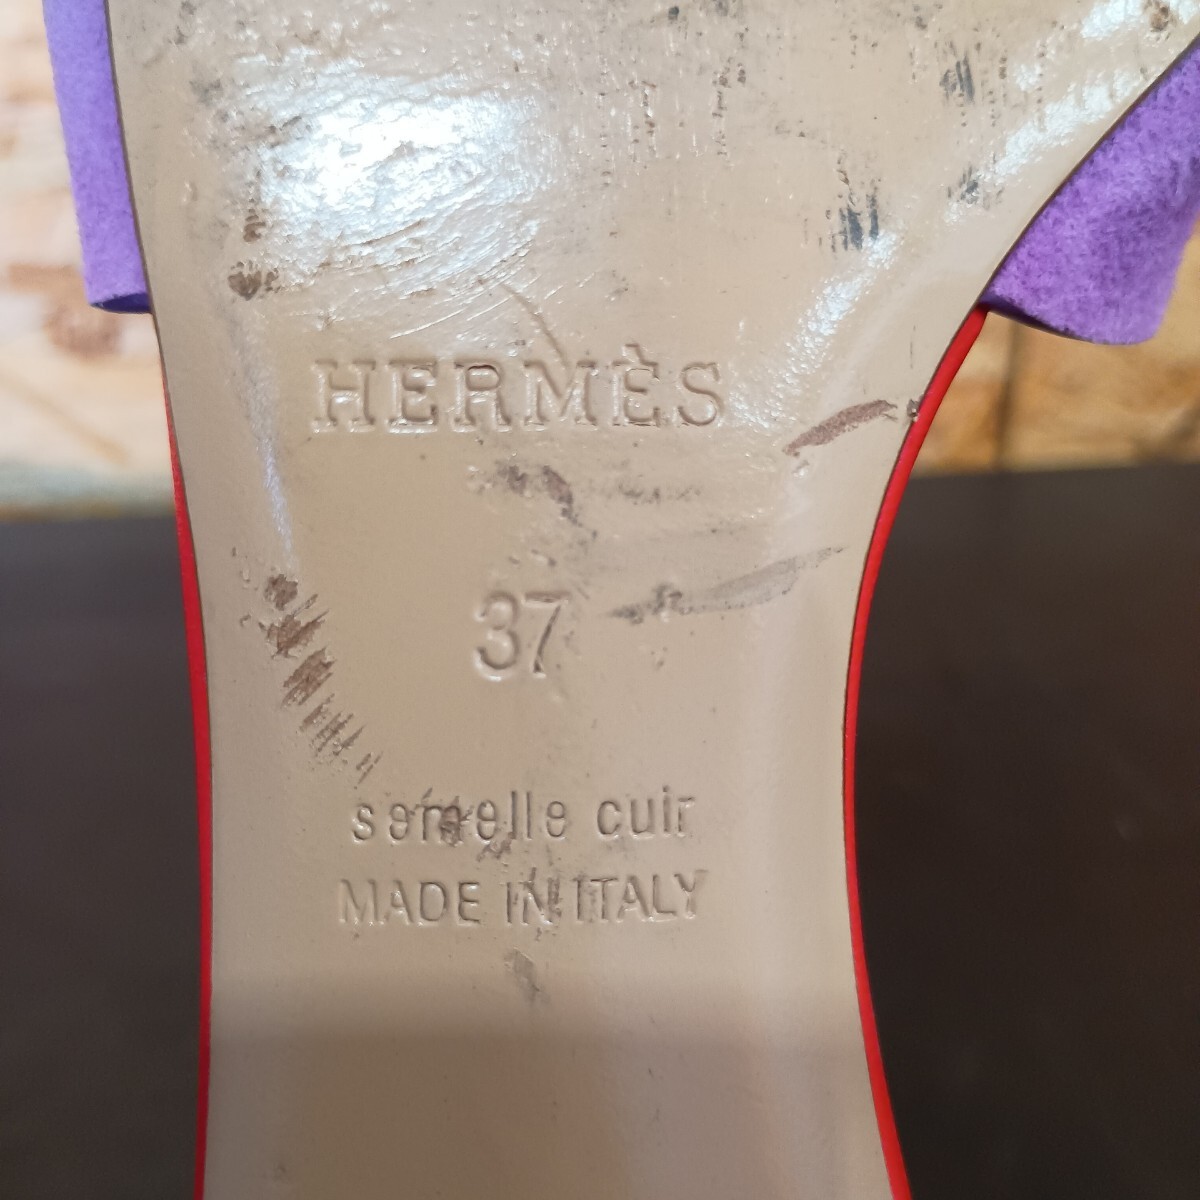 HERMÈS
37
semelle cuir
MADE IN ITALY